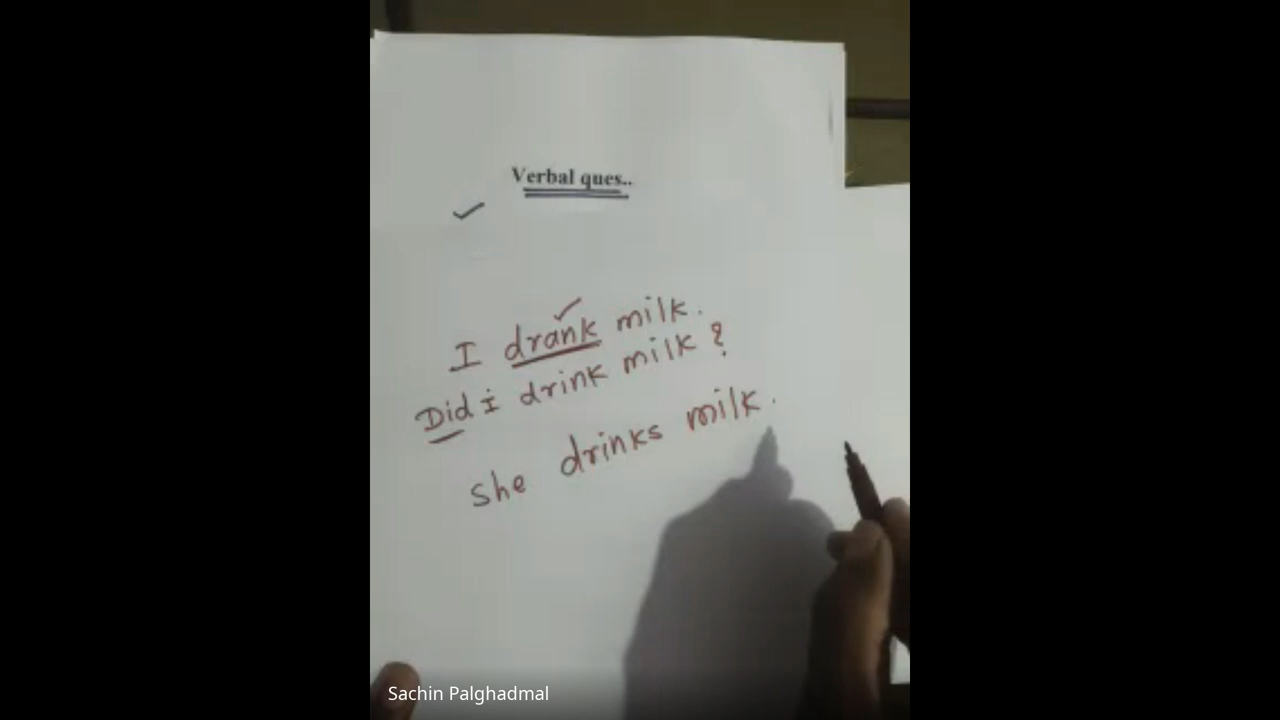 Verbal ques..
I drank milk.
Did I drink milk?
she drinks milk.
Sachin Palghadmal